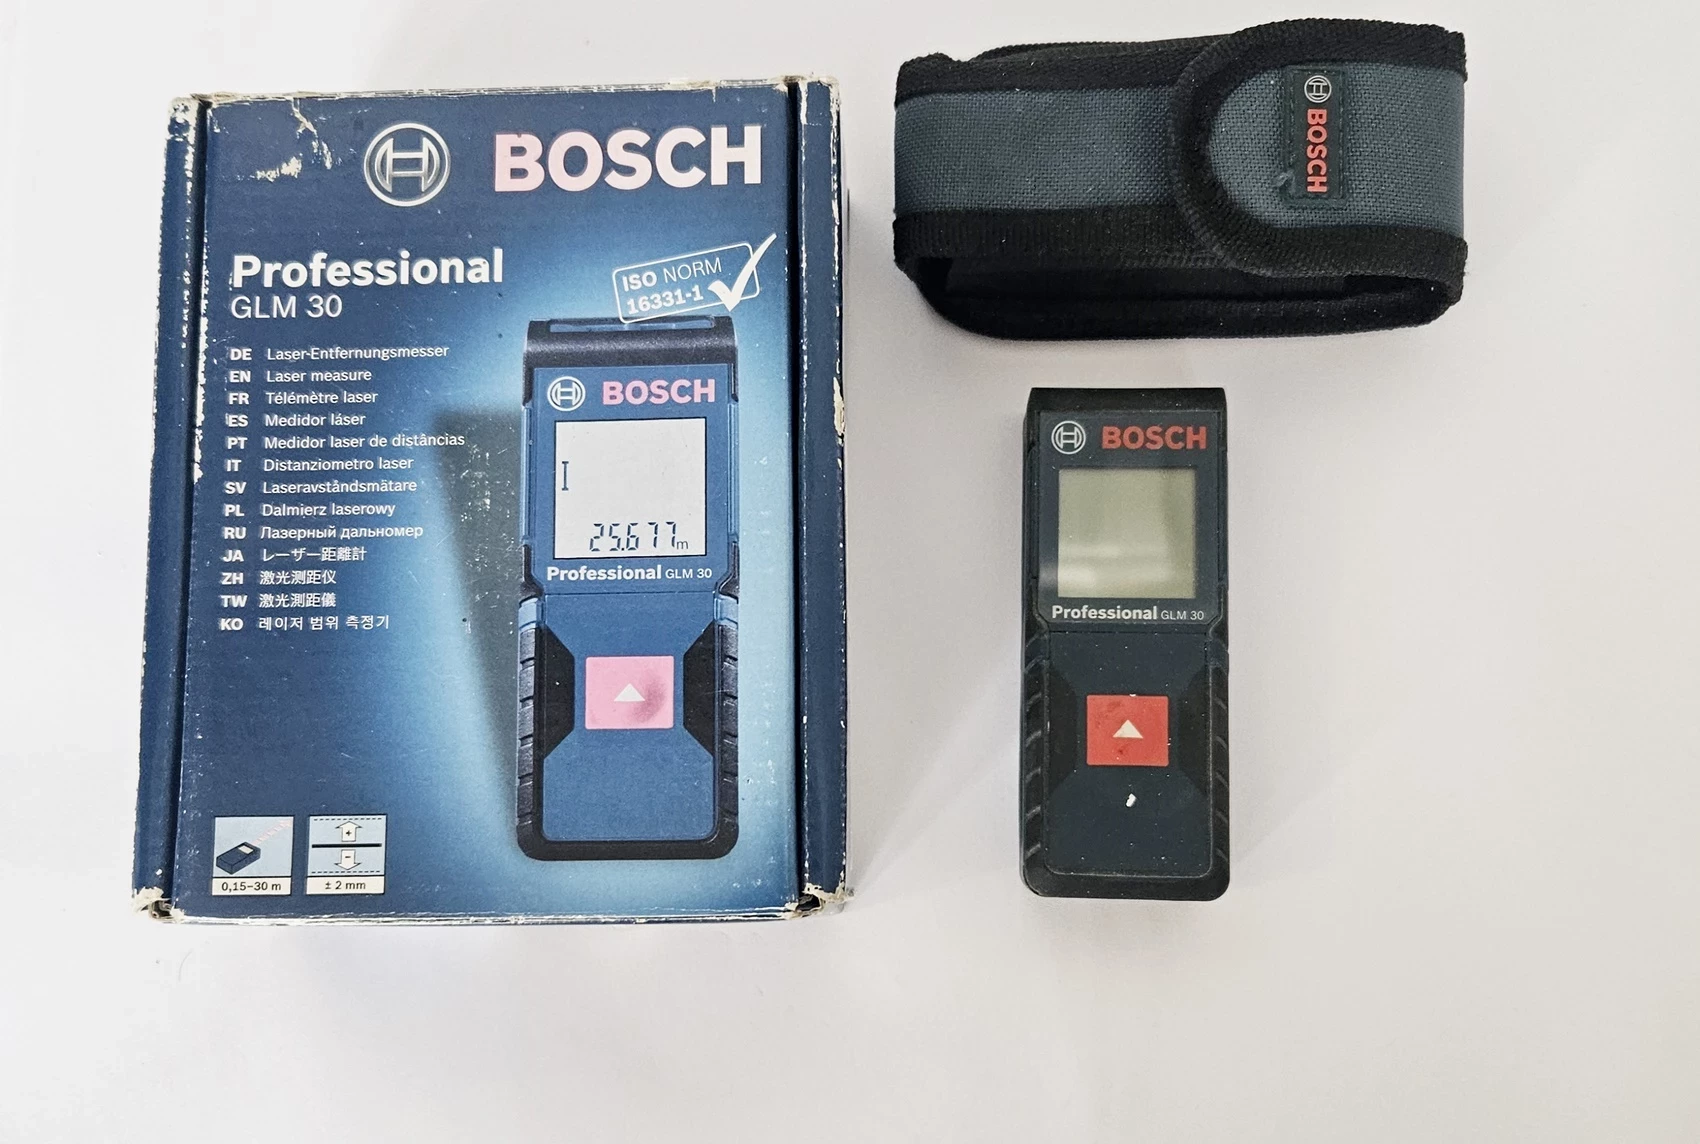 BOSCH
Professional
GLM 30
ISO NORM
16331-1
DE Laser-Entfernungsmesser
EN Laser measure
FR Télémètre laser
ES Medidor láser
PT Medidor laser de distâncias
IT Distanziometro laser
SV Laseravståndsmätare
PL Dalmierz laserowy
RU Лазерный дальномер
JA レーザー距離計
ZH 激光测距仪
TW 激光測距儀
KO 레이저 범위 측정기
BOSCH
25.677m
Professional GLM 30
0,15–30 m
± 2 mm
BOSCH
BOSCH
Professional GLM 30